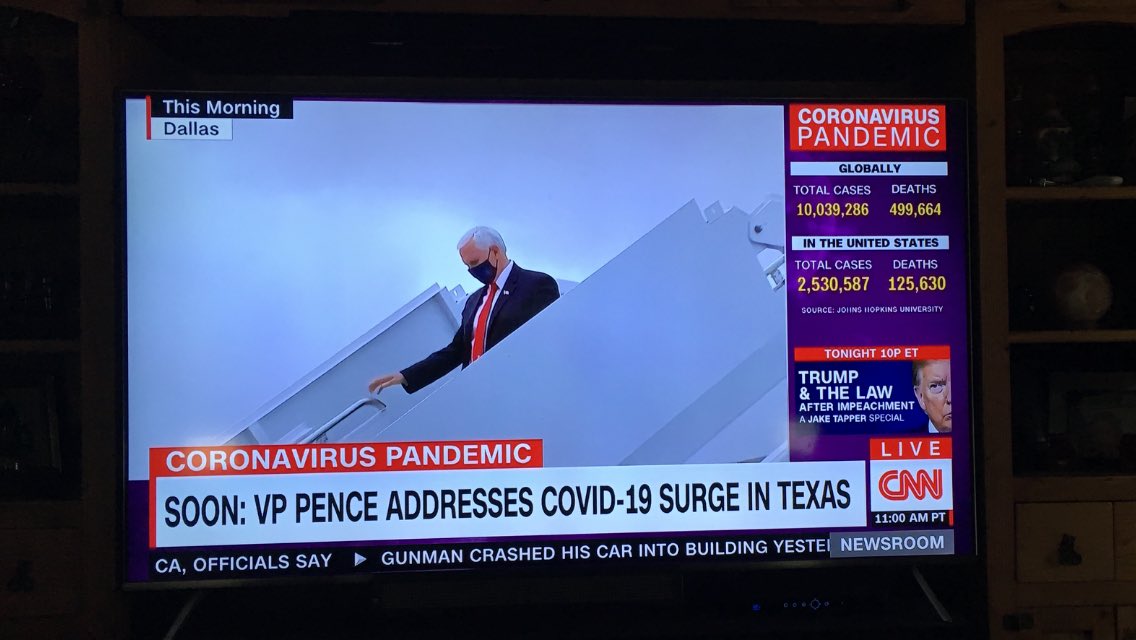 This Morning
Dallas
CORONAVIRUS
PANDEMIC
GLOBALLY
TOTAL CASES DEATHS
10,039,286 499,664
IN THE UNITED STATES
TOTAL CASES DEATHS
2,530,587 125,630
SOURCE: JOHNS HOPKINS UNIVERSITY
TONIGHT 10P ET
TRUMP
& THE LAW
AFTER IMPEACHMENT
A JAKE TAPPER SPECIAL
CORONAVIRUS PANDEMIC
SOON: VP PENCE ADDRESSES COVID-19 SURGE IN TEXAS
LIVE
CNN
11:00 AM PT
CA, OFFICIALS SAY ▶ GUNMAN CRASHED HIS CAR INTO BUILDING YESTE
NEWSROOM